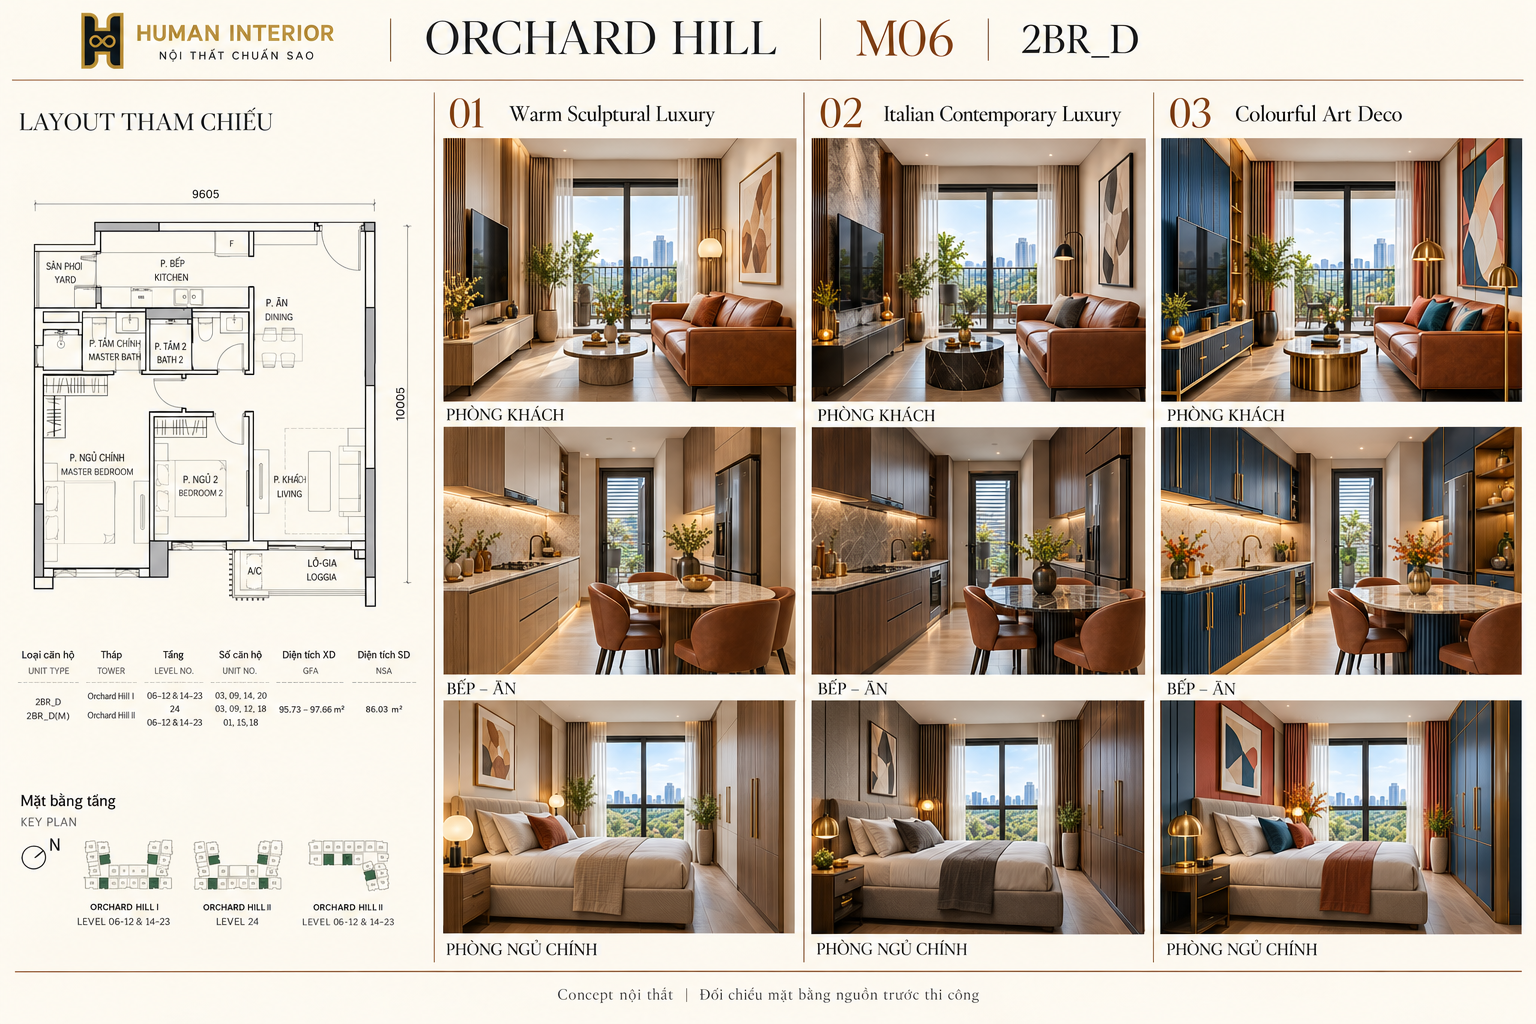 HUMAN INTERIOR
NỘI THẤT CHUẨN SAO
ORCHARD HILL
M06
2BR_D
LAYOUT THAM CHIẾU
9605
10005
SÂN PHƠI
YARD
P. BẾP
KITCHEN
F
P. ĂN
DINING
P. TẮM CHÍNH
MASTER BATH
P. TẮM 2
BATH 2
P. NGỦ CHÍNH
MASTER BEDROOM
P. NGỦ 2
BEDROOM 2
P. KHÁCH
LIVING
A/C
LÔ-GIA
LOGGIA
Loại căn hộ Tháp Tầng Số căn hộ Diện tích XD Diện tích SD
UNIT TYPE TOWER LEVEL NO. UNIT NO. GFA NSA
2BR_D Orchard Hill I 06-12 & 14-23 03, 09, 14, 20
24 03, 09, 12, 18 95.73 – 97.66 m² 86.03 m²
2BR_D(M) Orchard Hill II 06-12 & 14-23 01, 15, 18
Mặt bằng tầng
KEY PLAN
N
ORCHARD HILL I
LEVEL 06-12 & 14-23
ORCHARD HILL II
LEVEL 24
ORCHARD HILL II
LEVEL 06-12 & 14-23
01 Warm Sculptural Luxury
PHÒNG KHÁCH
BẾP – ĂN
PHÒNG NGỦ CHÍNH
02 Italian Contemporary Luxury
PHÒNG KHÁCH
BẾP – ĂN
PHÒNG NGỦ CHÍNH
03 Colourful Art Deco
PHÒNG KHÁCH
BẾP – ĂN
PHÒNG NGỦ CHÍNH
Concept nội thất | Đối chiếu mặt bằng nguồn trước thi công